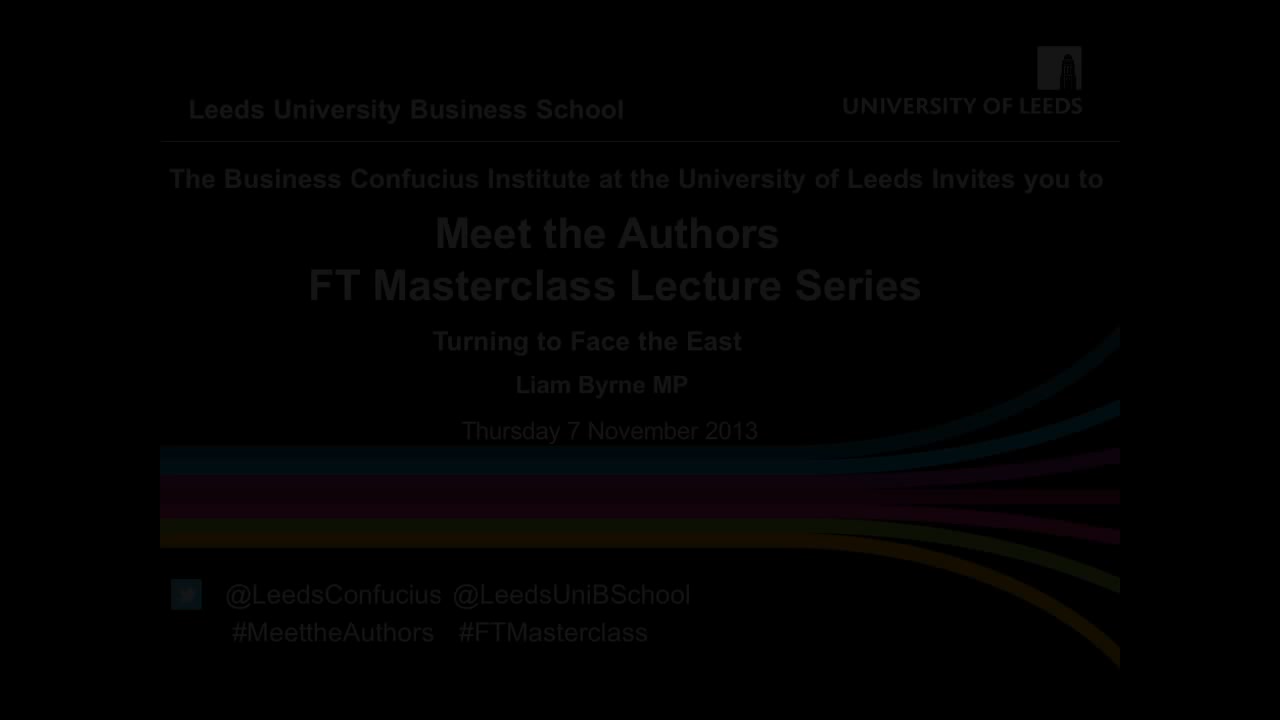 Leeds University Business School
UNIVERSITY OF LEEDS
The Business Confucius Institute at the University of Leeds Invites you to
Meet the Authors
FT Masterclass Lecture Series
Turning to Face the East
Liam Byrne MP
Thursday 7 November 2013
@LeedsConfucius @LeedsUniBSchool
#MeettheAuthors #FTMasterclass